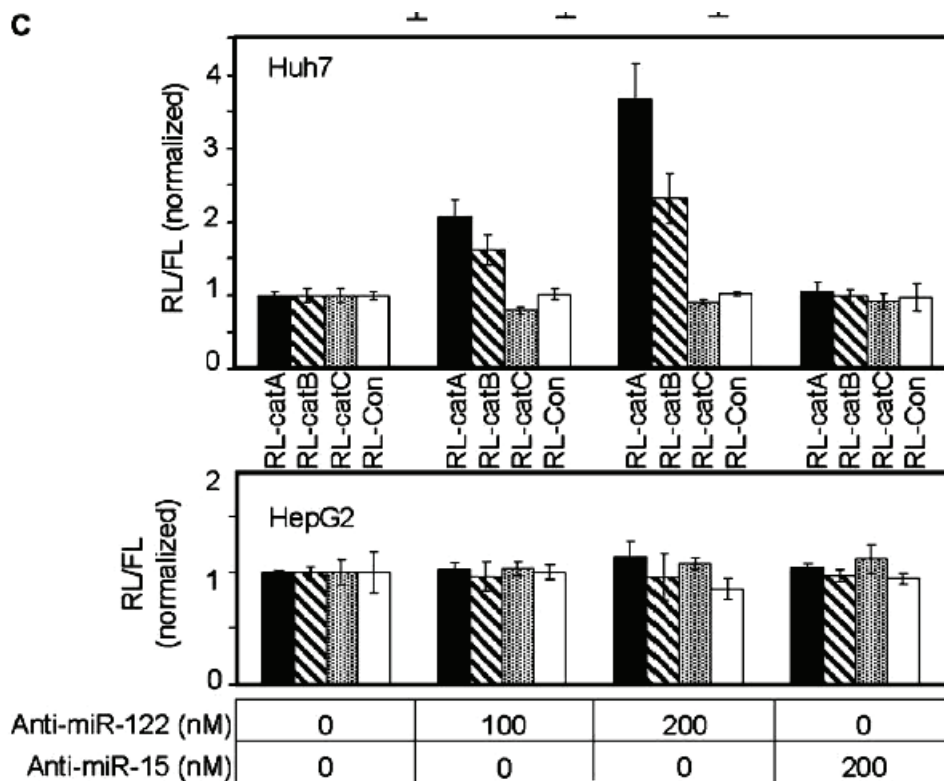 C
Huh7
RL/FL (normalized)
4
3
2
1
0
RL-catA RL-catB RL-catC RL-Con RL-catA RL-catB RL-catC RL-Con RL-catA RL-catB RL-catC RL-Con RL-catA RL-catB RL-catC RL-Con
HepG2
RL/FL
(normalized)
2
1
0
Anti-miR-122 (nM) 0 100 200 0
Anti-miR-15 (nM) 0 0 0 200